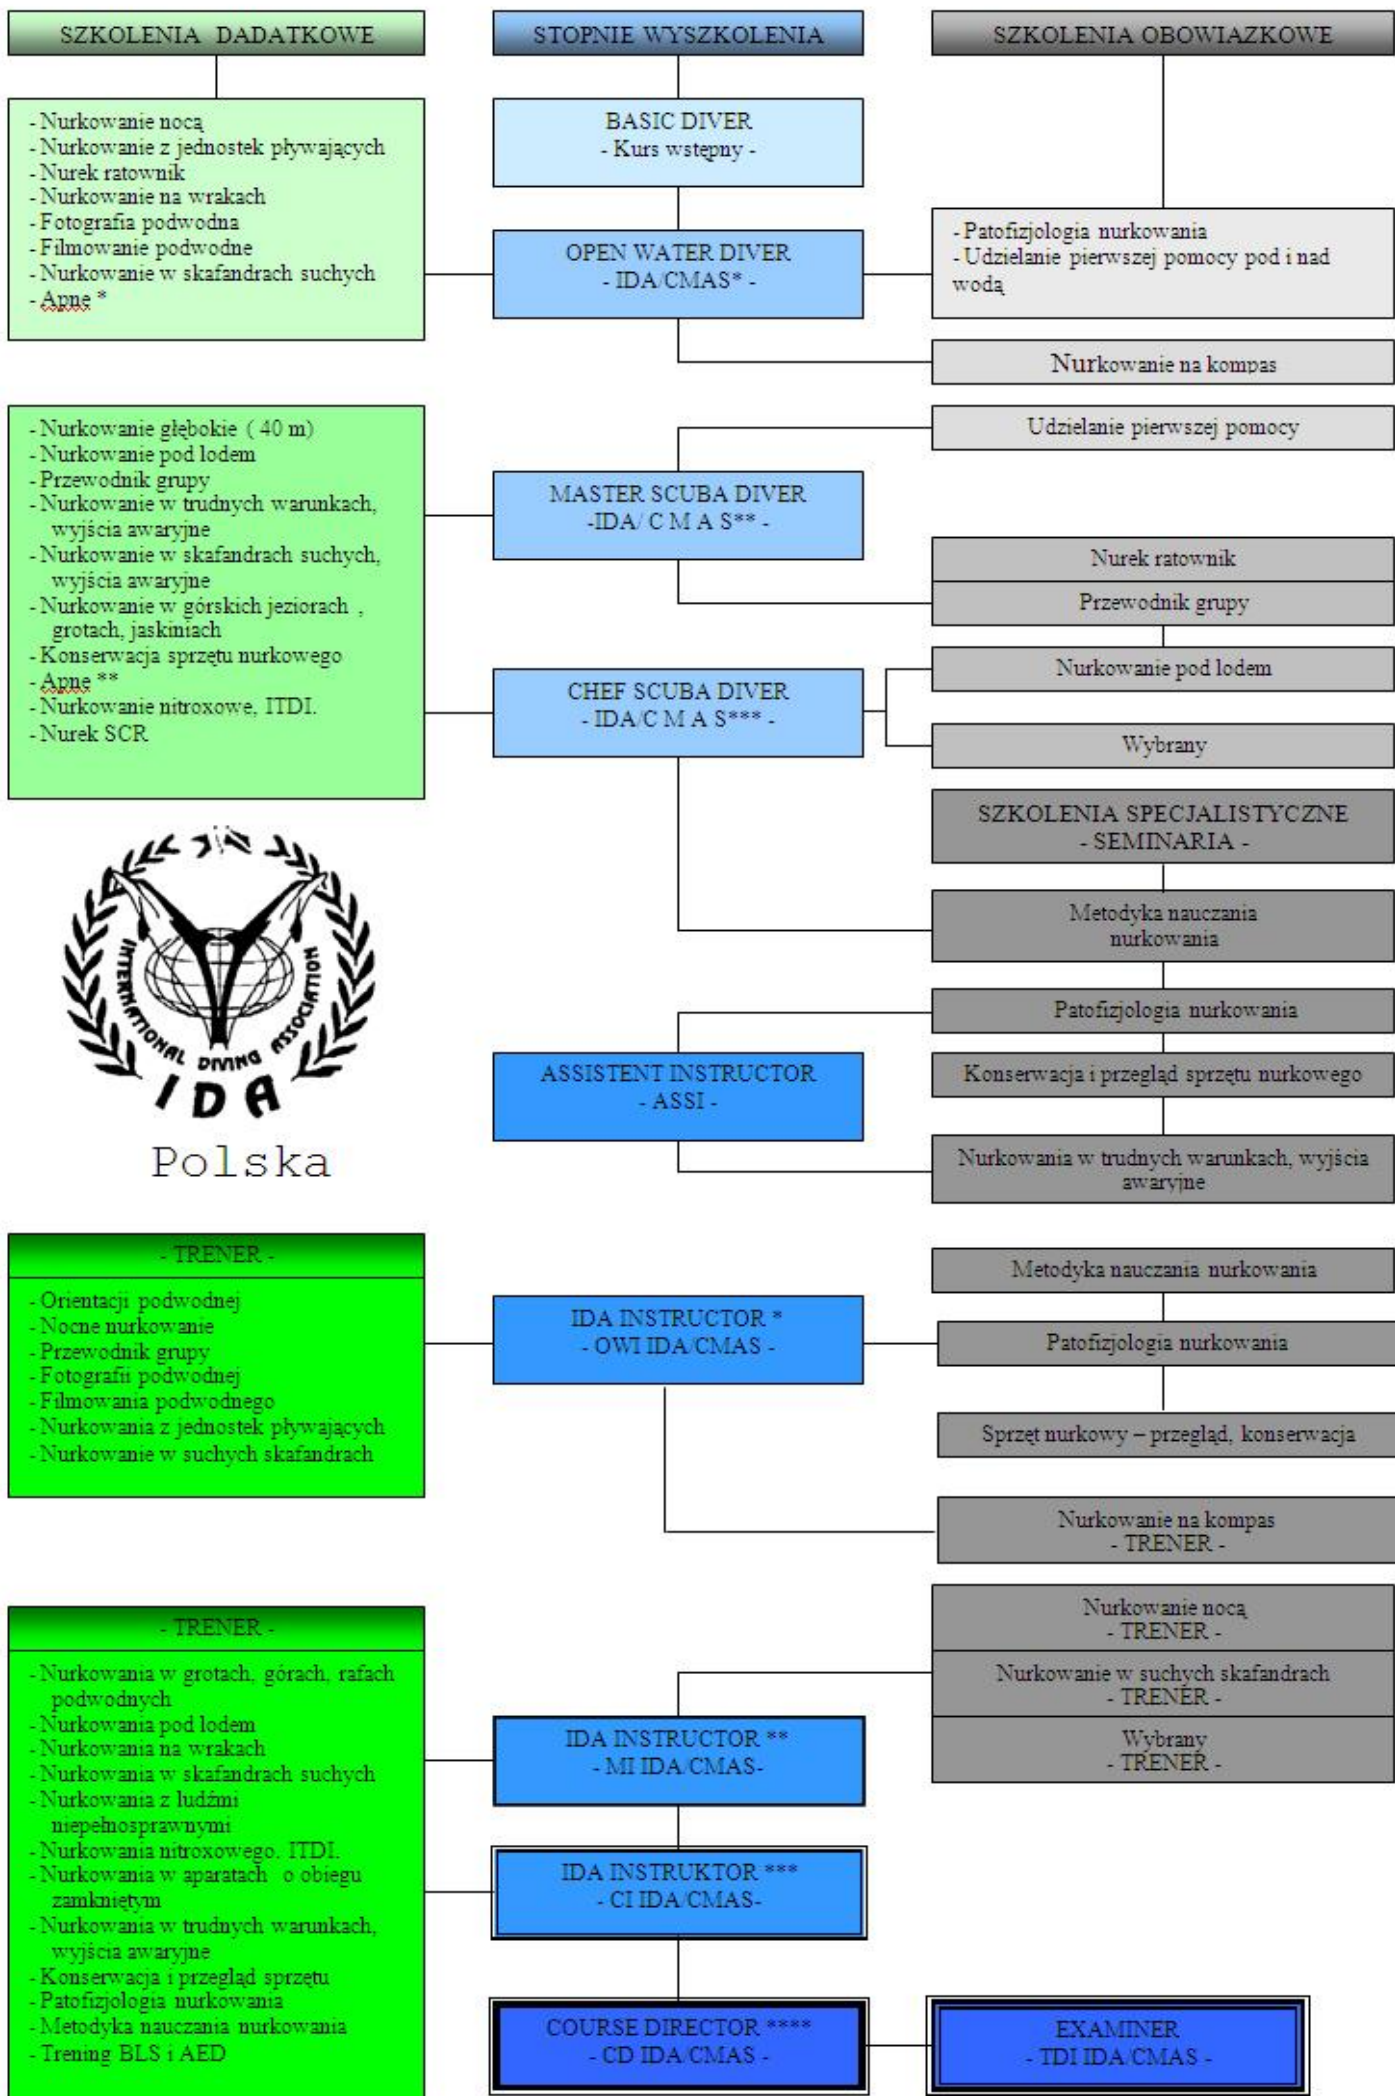 SZKOLENIA DADATKOWE
STOPNIE WYSZKOLENIA
SZKOLENIA OBOWIAZKOWE
- Nurkowanie nocą
- Nurkowanie z jednostek pływających
- Nurek ratownik
- Nurkowanie na wrakach
- Fotografia podwodna
- Filmowanie podwodne
- Nurkowanie w skafandrach suchych
- Apnę *
BASIC DIVER
- Kurs wstępny -
OPEN WATER DIVER
- IDA/CMAS* -
- Patofizjologia nurkowania
- Udzielanie pierwszej pomocy pod i nad
wodą
Nurkowanie na kompas
- Nurkowanie głębokie ( 40 m)
- Nurkowanie pod lodem
- Przewodnik grupy
- Nurkowanie w trudnych warunkach,
wyjścia awaryjne
- Nurkowanie w skafandrach suchych,
wyjścia awaryjne
- Nurkowanie w górskich jeziorach ,
grotach, jaskiniach
- Konserwacja sprzętu nurkowego
- Apnę **
- Nurkowanie nitroxowe, ITDI.
- Nurek SCR
Udzielanie pierwszej pomocy
MASTER SCUBA DIVER
-IDA/ C M A S** -
Nurek ratownik
Przewodnik grupy
CHEF SCUBA DIVER
- IDA/C M A S*** -
Nurkowanie pod lodem
Wybrany
SZKOLENIA SPECJALISTYCZNE
- SEMINARIA -
Metodyka nauczania
nurkowania
INTERNATIONAL DIVING ASSOCIATION
IDA
Polska
Patofizjologia nurkowania
ASSISTENT INSTRUCTOR
- ASSI -
Konserwacja i przegląd sprzętu nurkowego
Nurkowania w trudnych warunkach, wyjścia
awaryjne
- TRENER -
- Orientacji podwodnej
- Nocne nurkowanie
- Przewodnik grupy
- Fotografii podwodnej
- Filmowania podwodnego
- Nurkowania z jednostek pływających
- Nurkowanie w suchych skafandrach
IDA INSTRUCTOR *
- OWI IDA/CMAS -
Metodyka nauczania nurkowania
Patofizjologia nurkowania
Sprzęt nurkowy – przegląd, konserwacja
Nurkowanie na kompas
- TRENER -
- TRENER -
- Nurkowania w grotach, górach, rafach
podwodnych
- Nurkowania pod lodem
- Nurkowania na wrakach
- Nurkowania w skafandrach suchych
- Nurkowania z ludźmi
niepełnosprawnymi
- Nurkowania nitroxowego. ITDI.
- Nurkowania w aparatach o obiegu
zamkniętym
- Nurkowania w trudnych warunkach,
wyjścia awaryjne
- Konserwacja i przegląd sprzętu
- Patofizjologia nurkowania
- Metodyka nauczania nurkowania
- Trening BLS i AED
Nurkowanie nocą
- TRENER -
Nurkowanie w suchych skafandrach
- TRENER -
Wybrany
- TRENER -
IDA INSTRUCTOR **
- MI IDA/CMAS-
IDA INSTRUKTOR ***
- CI IDA/CMAS-
COURSE DIRECTOR ****
- CD IDA/CMAS -
EXAMINER
- TDI IDA/CMAS -